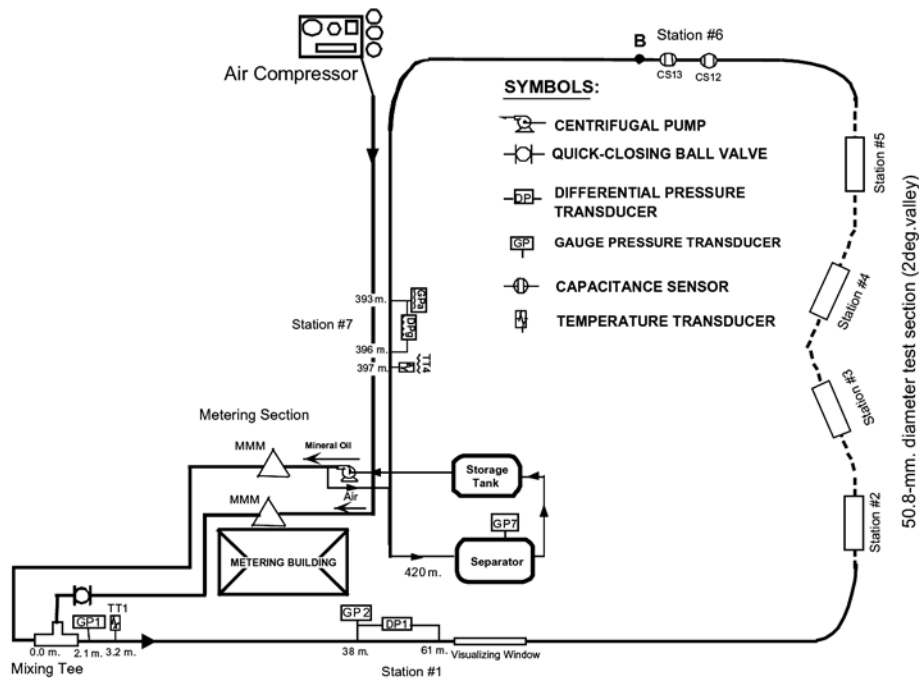 Air Compressor
B
Station #6
CS13
CS12
SYMBOLS:
CENTRIFUGAL PUMP
QUICK-CLOSING BALL VALVE
DP
DIFFERENTIAL PRESSURE
TRANSDUCER
GP
GAUGE PRESSURE TRANSDUCER
CAPACITANCE SENSOR
TEMPERATURE TRANSDUCER
Station #5
Station #4
Station #3
Station #2
50.8-mm. diameter test section (2deg.valley)
393 m.
GPa
DPg
Station #7
396 m.
397 m.
TT4
Metering Section
MMM
Mineral Oil
Storage
Tank
Air
MMM
GP7
METERING BUILDING
Separator
420 m.
TT1
GP1
GP2
DP1
0.0 m.
2.1 m.
3.2 m.
38 m.
61 m.
Visualizing Window
Mixing Tee
Station #1